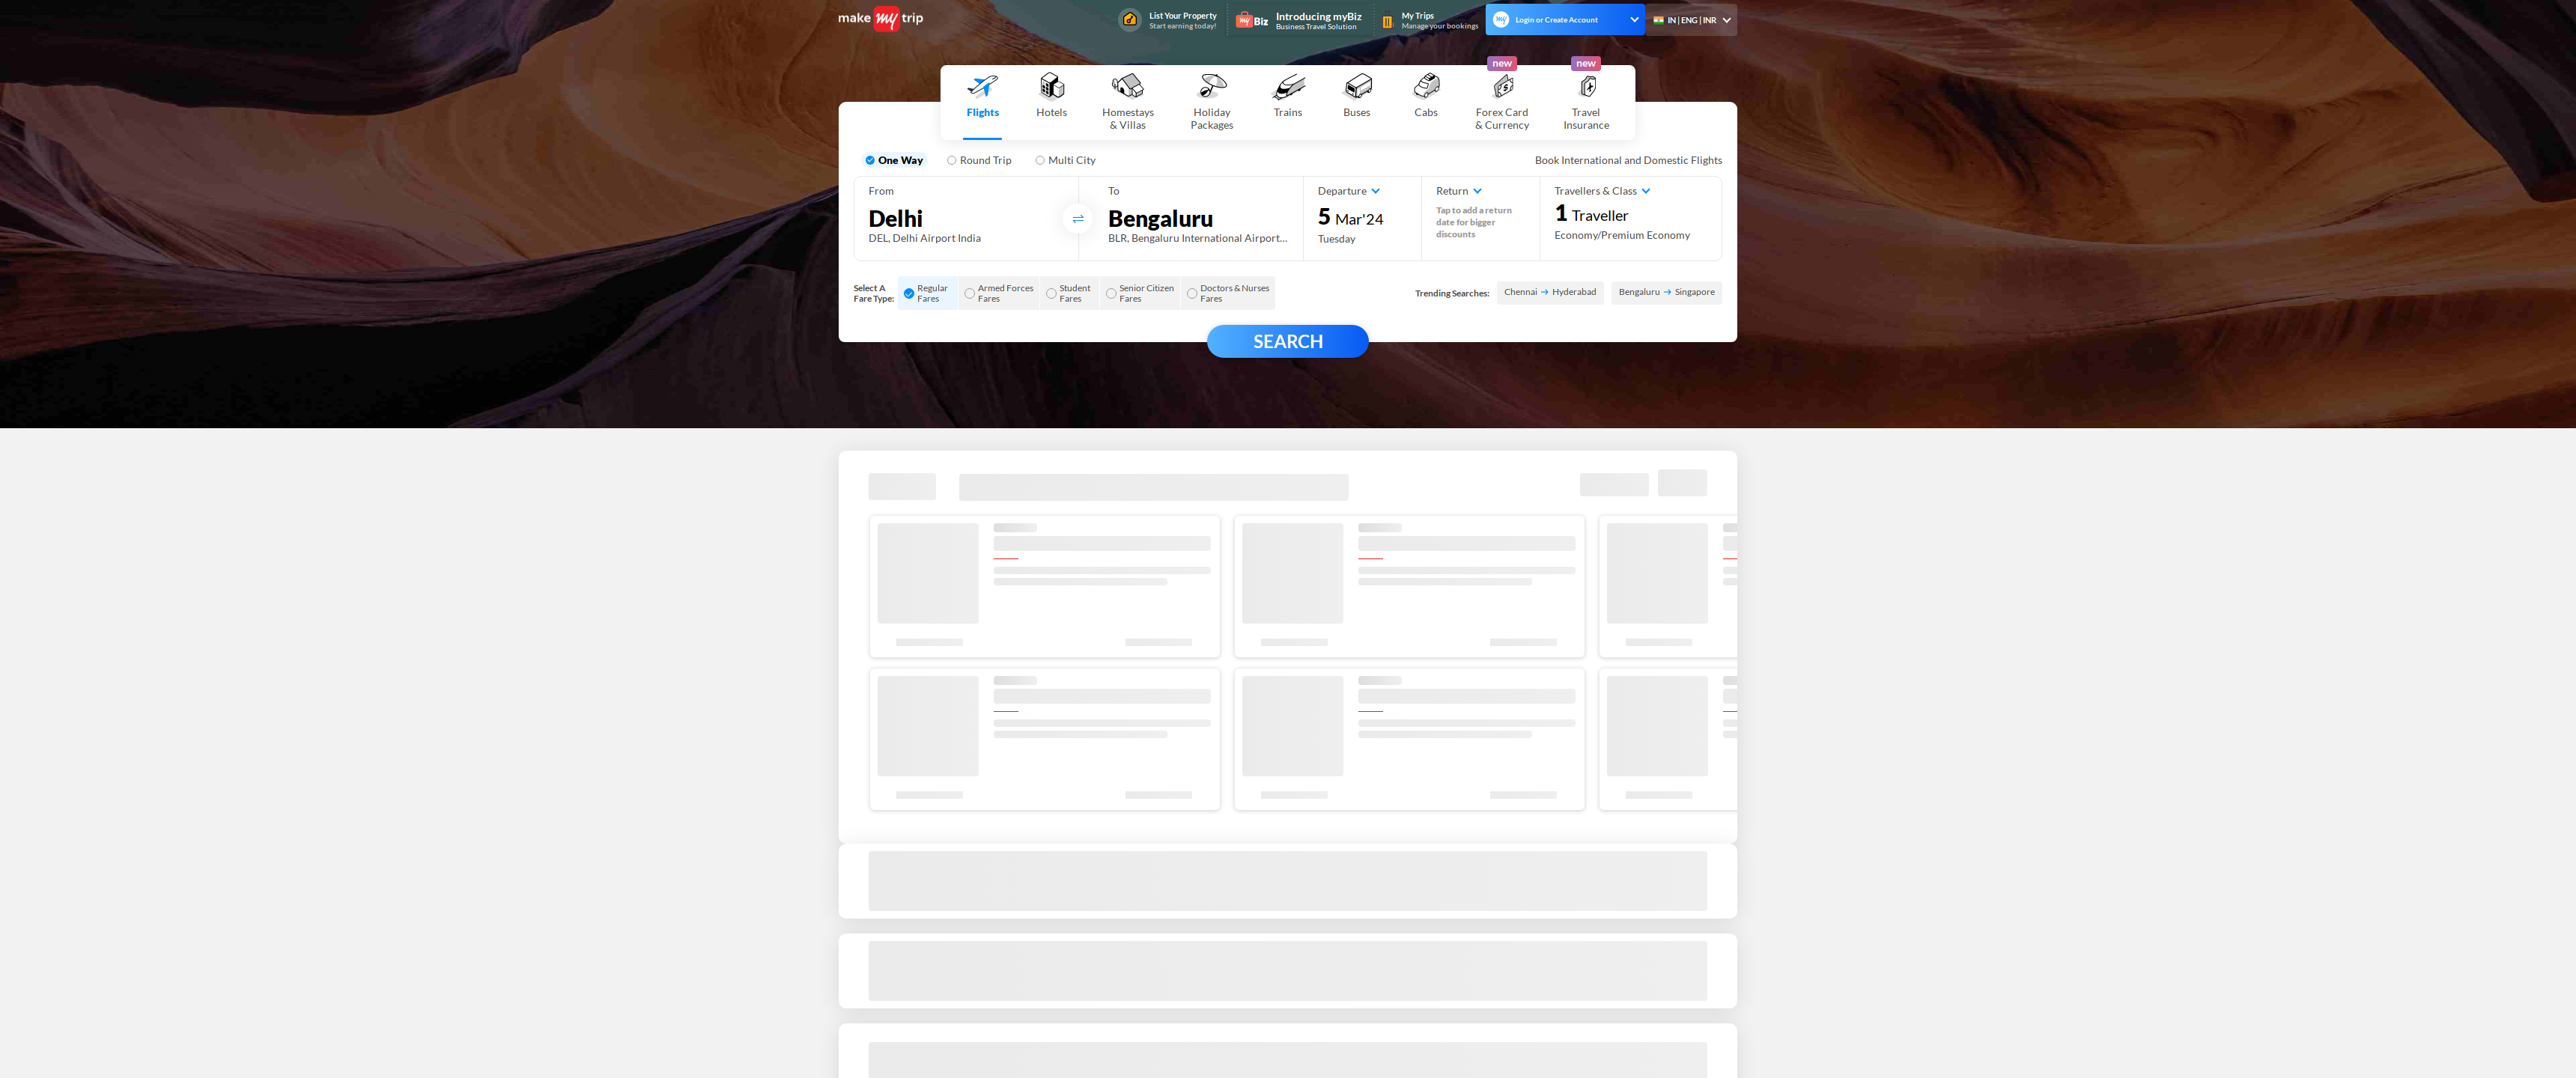 make my trip
List Your Property
Start earning today!
my Biz
Introducing myBiz
Business Travel Solution
My Trips
Manage your bookings
my
Login or Create Account
IN | ENG | INR
new
new
Flights
Hotels
Homestays
& Villas
Holiday
Packages
Trains
Buses
Cabs
Forex Card
& Currency
Travel
Insurance
One Way
Round Trip
Multi City
Book International and Domestic Flights
From
Delhi
DEL, Delhi Airport India
To
Bengaluru
BLR, Bengaluru International Airport...
Departure
5 Mar'24
Tuesday
Return
Tap to add a return
date for bigger
discounts
Travellers & Class
1 Traveller
Economy/Premium Economy
Select A
Fare Type:
Regular
Fares
Armed Forces
Fares
Student
Fares
Senior Citizen
Fares
Doctors & Nurses
Fares
Trending Searches:
Chennai → Hyderabad
Bengaluru → Singapore
SEARCH